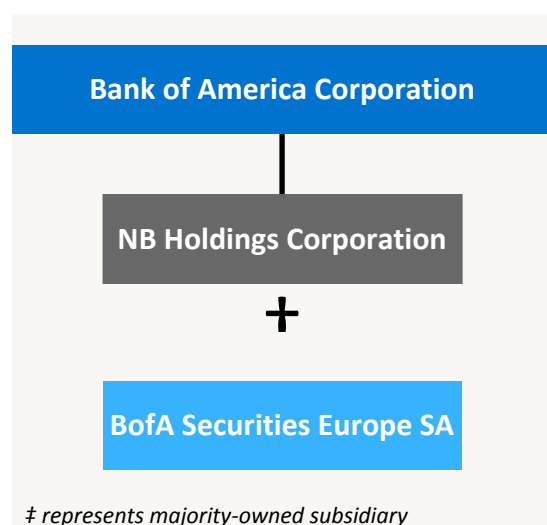 Bank of America Corporation
NB Holdings Corporation
‡
BofA Securities Europe SA
‡ represents majority-owned subsidiary